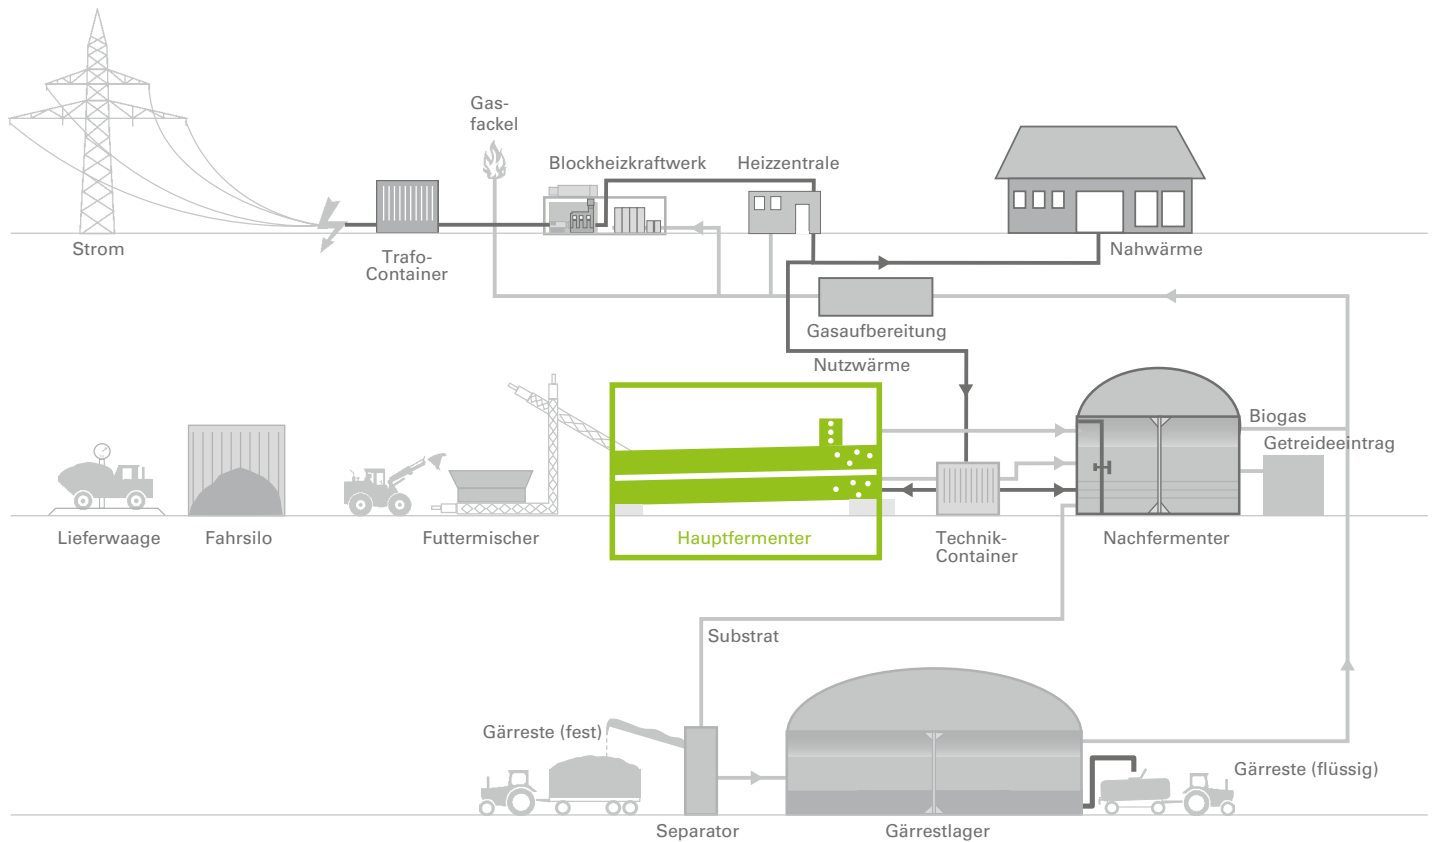 Gas-
fackel
Blockheizkraftwerk
Heizzentrale
Strom
Trafo-
Container
Nahwärme
Gasaufbereitung
Nutzwärme
Biogas
Getreideeintrag
Lieferwaage
Fahrsilo
Futtermischer
Hauptfermenter
Technik-
Container
Nachfermenter
Substrat
Gärreste (fest)
Gärreste (flüssig)
Separator
Gärrestlager